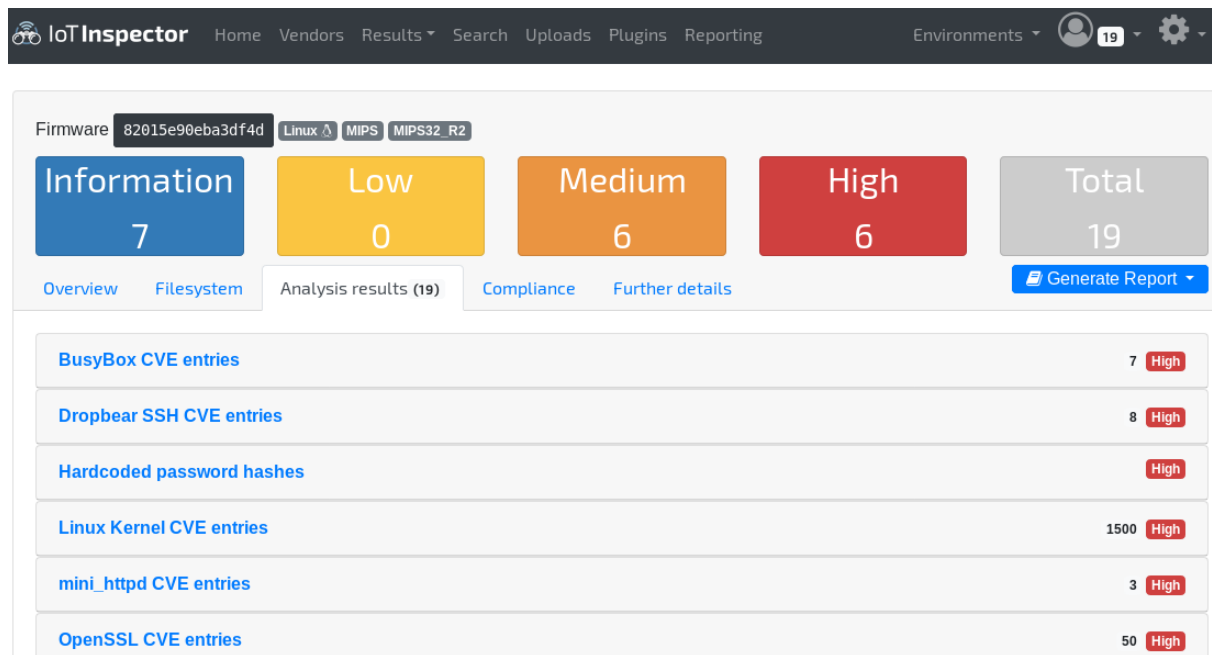 IoT Inspector Home Vendors Results Search Uploads Plugins Reporting Environments 19
Firmware 82015e90eba3df4d Linux MIPS MIPS32_R2
Information Low Medium High Total
7 0 6 6 19
Overview Filesystem Analysis results (19) Compliance Further details Generate Report
BusyBox CVE entries 7 High
Dropbear SSH CVE entries 8 High
Hardcoded password hashes High
Linux Kernel CVE entries 1500 High
mini_httpd CVE entries 3 High
OpenSSL CVE entries 50 High